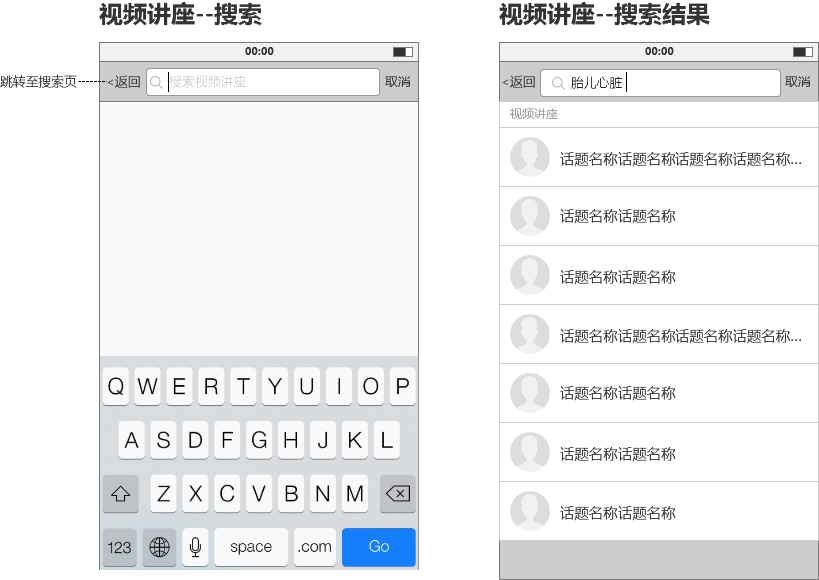 视频讲座--搜索
00:00
跳转至搜索页
<返回
搜索视频讲座
取消
Q W E R T Y U I O P
A S D F G H J K L
Z X C V B N M
123
space
.com
Go
视频讲座--搜索结果
00:00
<返回
胎儿心脏
取消
视频讲座
话题名称话题名称话题名称话题名称...
话题名称话题名称
话题名称话题名称
话题名称话题名称话题名称话题名称...
话题名称话题名称
话题名称话题名称
话题名称话题名称